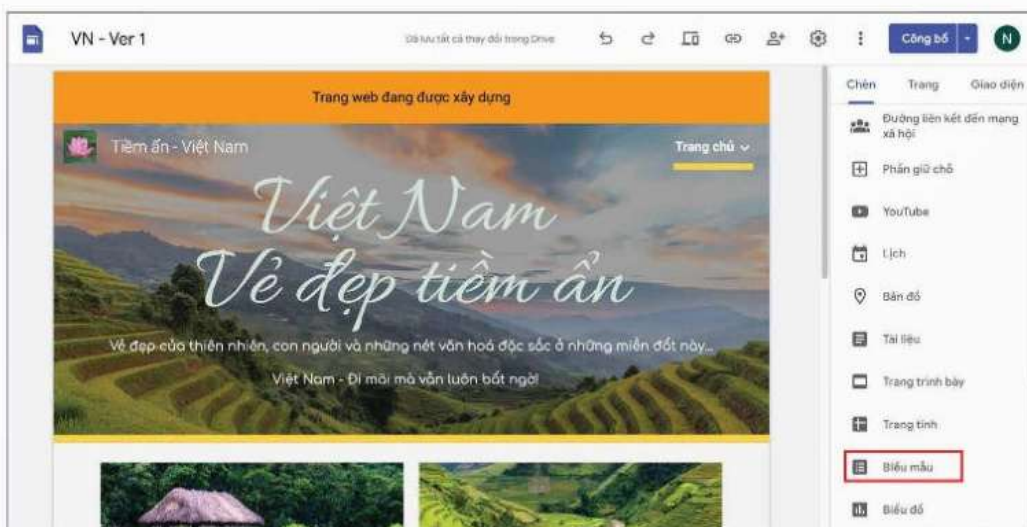 VN - Ver 1
Đã lưu tất cả thay đổi trong Drive
Công bố
N
Chèn
Trang
Giao diện
Trang web đang được xây dựng
Tiềm ẩn - Việt Nam
Trang chủ
Việt Nam
Vẻ đẹp tiềm ẩn
Vẻ đẹp của thiên nhiên, con người và những nét văn hoá độc sắc ở những miền đất này...
Việt Nam - Đi mãi mà vẫn luôn bất ngờ!
Đường liên kết đến mạng
xã hội
Phần giữ chỗ
YouTube
Lịch
Bản đồ
Tài liệu
Trang trình bày
Trang tính
Biểu mẫu
Biểu đồ